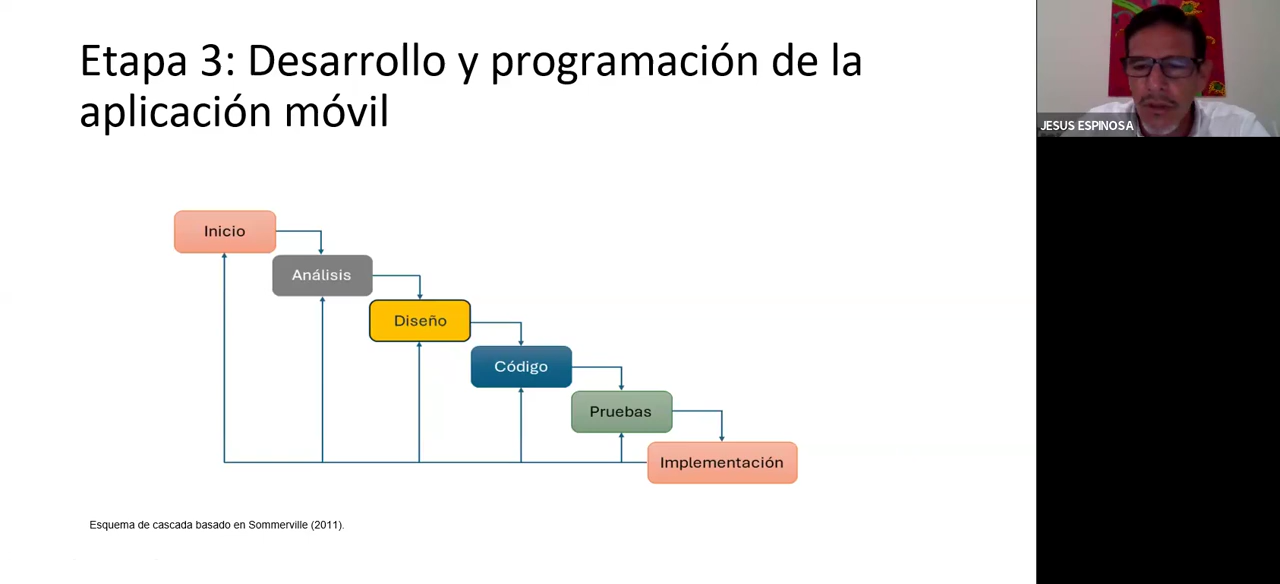 Etapa 3: Desarrollo y programación de la
aplicación móvil
JESUS ESPINOSA
Inicio
Análisis
Diseño
Código
Pruebas
Implementación
Esquema de cascada basado en Sommerville (2011).